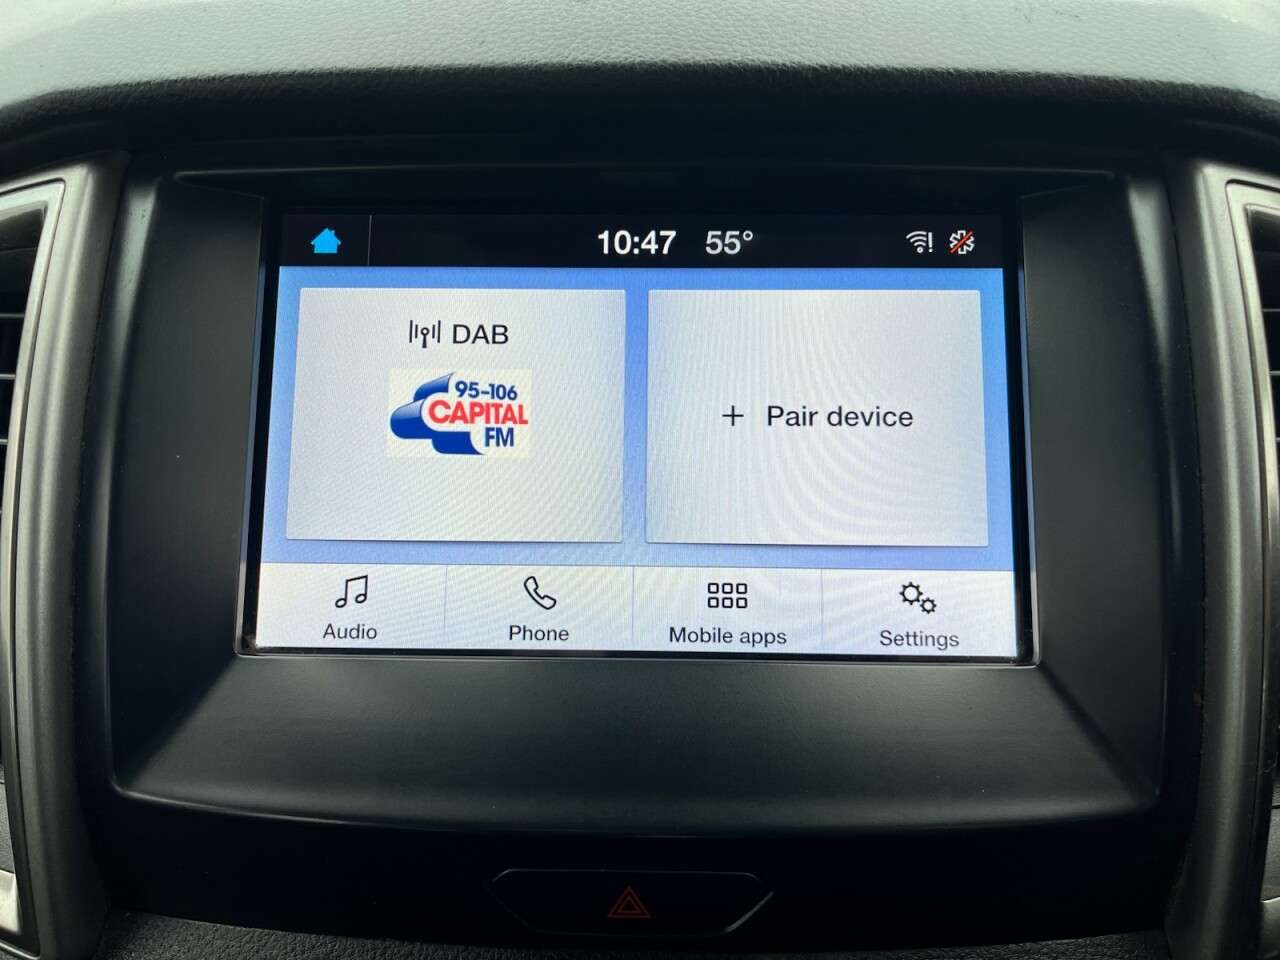 10:47 55°
DAB
95-106
CAPITAL
FM
+ Pair device
Audio
Phone
Mobile apps
Settings